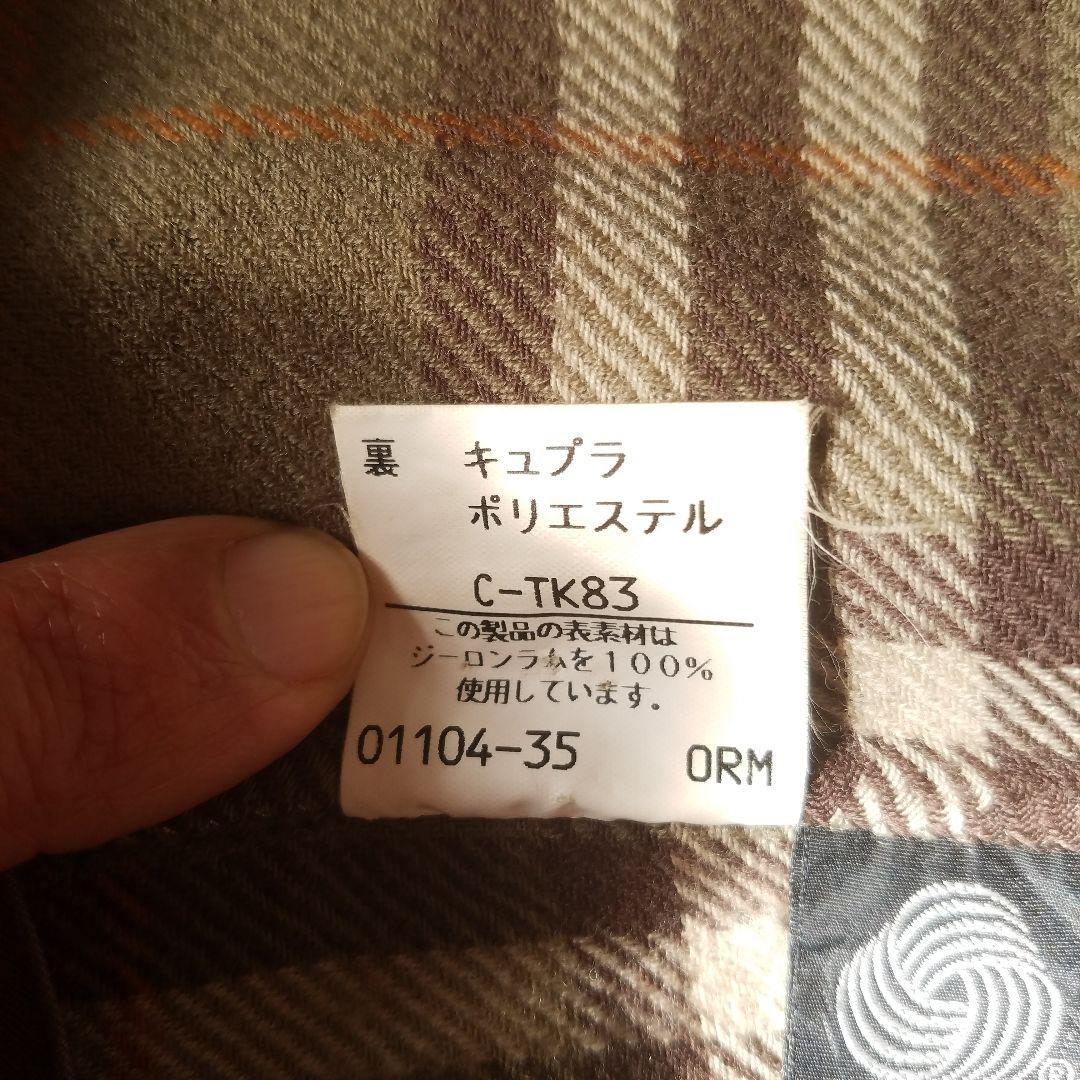 裏 キュプラ
ポリエステル
C-TK83
この製品の表素材は
ジーロンラムを100%
使用しています。
01104-35 ORM
®